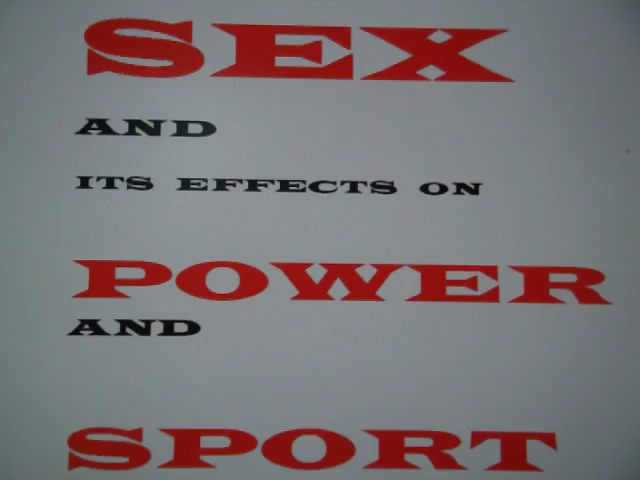 SEX
AND
ITS EFFECTS ON
POWER
AND
SPORT